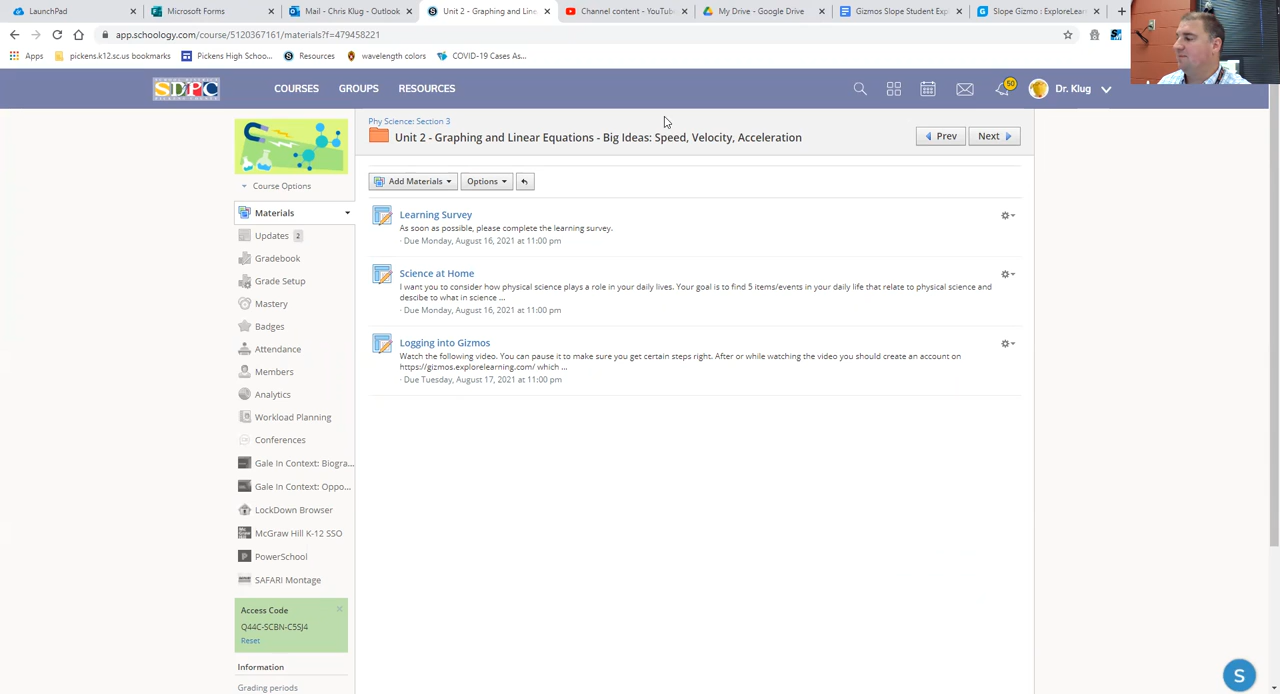 LaunchPad
Microsoft Forms
Mail - Chris Klug - Outlook
Unit 2 - Graphing and Line
Channel content - YouTube
My Drive - Google Drive
Gizmos Slope Student Exp
Slope Gizmo : ExploreLear
app.schoology.com/course/5120367161/materials?f=479458221
Apps
pickens.k12.sc.us bookmarks
Pickens High Schoo...
Resources
wavelength colors
COVID-19 Cases As...
SDPC
COURSES
GROUPS
RESOURCES
50
Dr. Klug
Phy Science: Section 3
Unit 2 - Graphing and Linear Equations - Big Ideas: Speed, Velocity, Acceleration
Prev
Next
Course Options
Add Materials
Options
Materials
Updates 2
Gradebook
Grade Setup
Mastery
Badges
Attendance
Members
Analytics
Workload Planning
Conferences
Gale In Context: Biogra...
Gale In Context: Oppo...
LockDown Browser
McGraw Hill K-12 SSO
PowerSchool
SAFARI Montage
Access Code
Q44C-SCBN-C5SJ4
Reset
Information
Grading periods
Learning Survey
As soon as possible, please complete the learning survey.
· Due Monday, August 16, 2021 at 11:00 pm
Science at Home
I want you to consider how physical science plays a role in your daily lives. Your goal is to find 5 items/events in your daily life that relate to physical science and
descibe to what in science ...
· Due Monday, August 16, 2021 at 11:00 pm
Logging into Gizmos
Watch the following video. You can pause it to make sure you get certain steps right. After or while watching the video you should create an account on
https://gizmos.explorelearning.com/ which ...
· Due Tuesday, August 17, 2021 at 11:00 pm
S